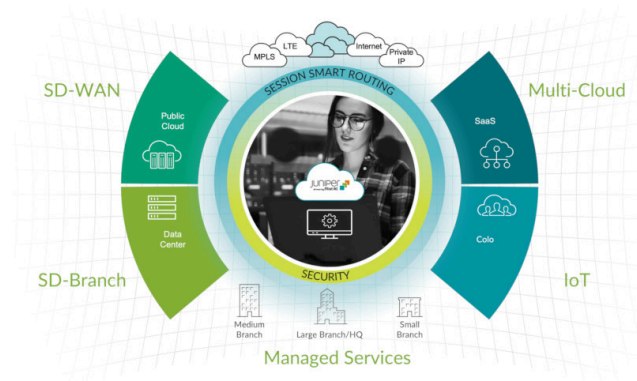 LTE
Internet
MPLS
Private
IP
SESSION SMART ROUTING
SD-WAN
Multi-Cloud
Public
Cloud
SaaS
JUNIPer
Data
Center
Colo
SECURITY
SD-Branch
IoT
Medium
Branch
Large Branch/HQ
Small
Branch
Managed Services